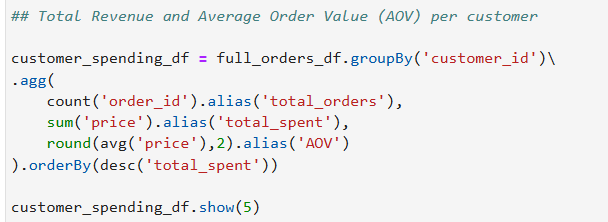 ## Total Revenue and Average Order Value (AOV) per customer
customer_spending_df = full_orders_df.groupBy('customer_id')\
.agg(
    count('order_id').alias('total_orders'),
    sum('price').alias('total_spent'),
    round(avg('price'),2).alias('AOV')
).orderBy(desc('total_spent'))
customer_spending_df.show(5)